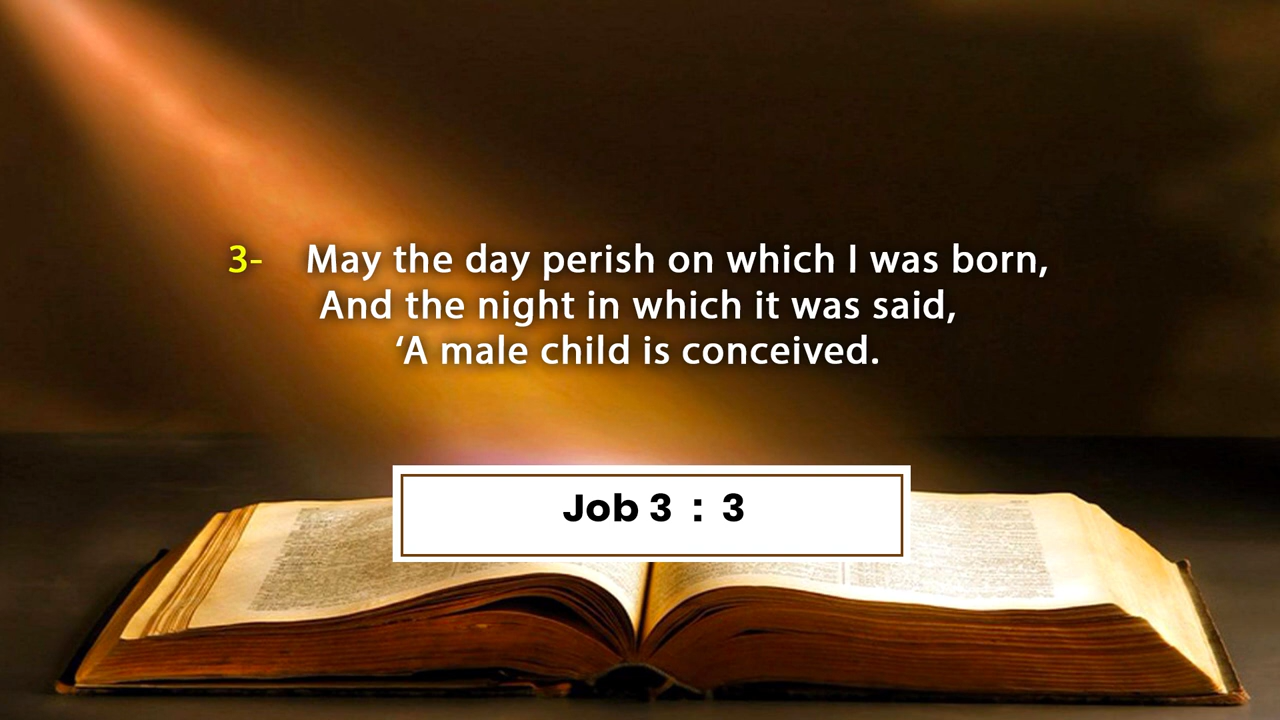 3- May the day perish on which I was born,
And the night in which it was said,
‘A male child is conceived.
Job 3 : 3